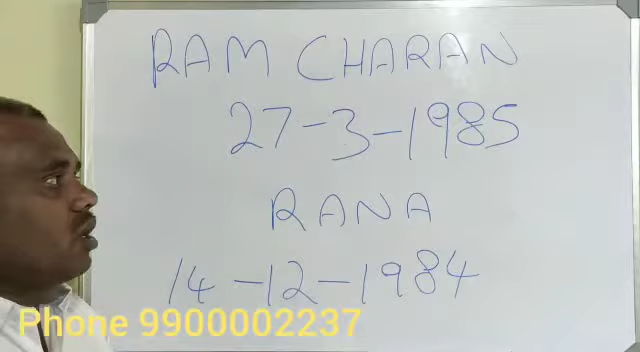 RAM CHARAN
27-3-1985
RANA
14-12-1984
Phone 9900002237